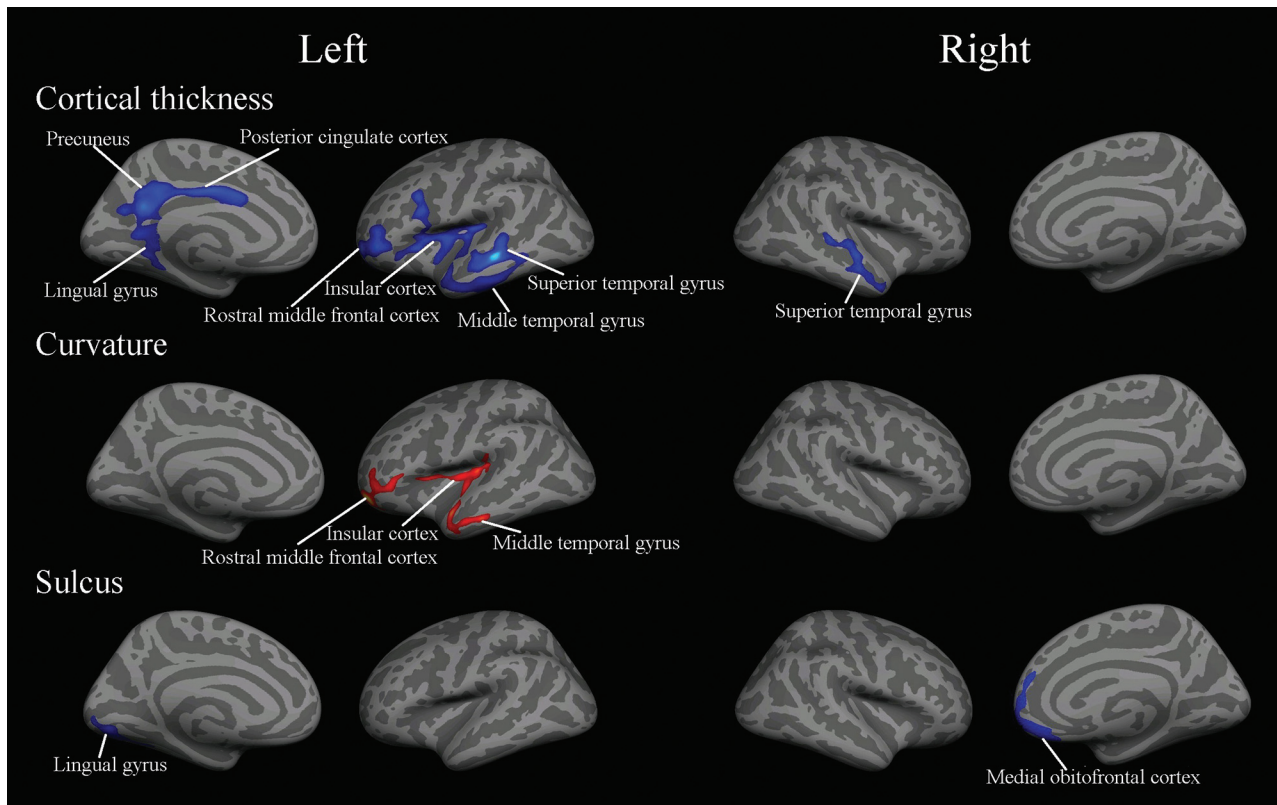 Left
Right
Cortical thickness
Precuneus
Posterior cingulate cortex
Lingual gyrus
Rostral middle frontal cortex
Insular cortex
Superior temporal gyrus
Middle temporal gyrus
Superior temporal gyrus
Curvature
Insular cortex
Rostral middle frontal cortex
Middle temporal gyrus
Sulcus
Lingual gyrus
Medial obitofrontal cortex